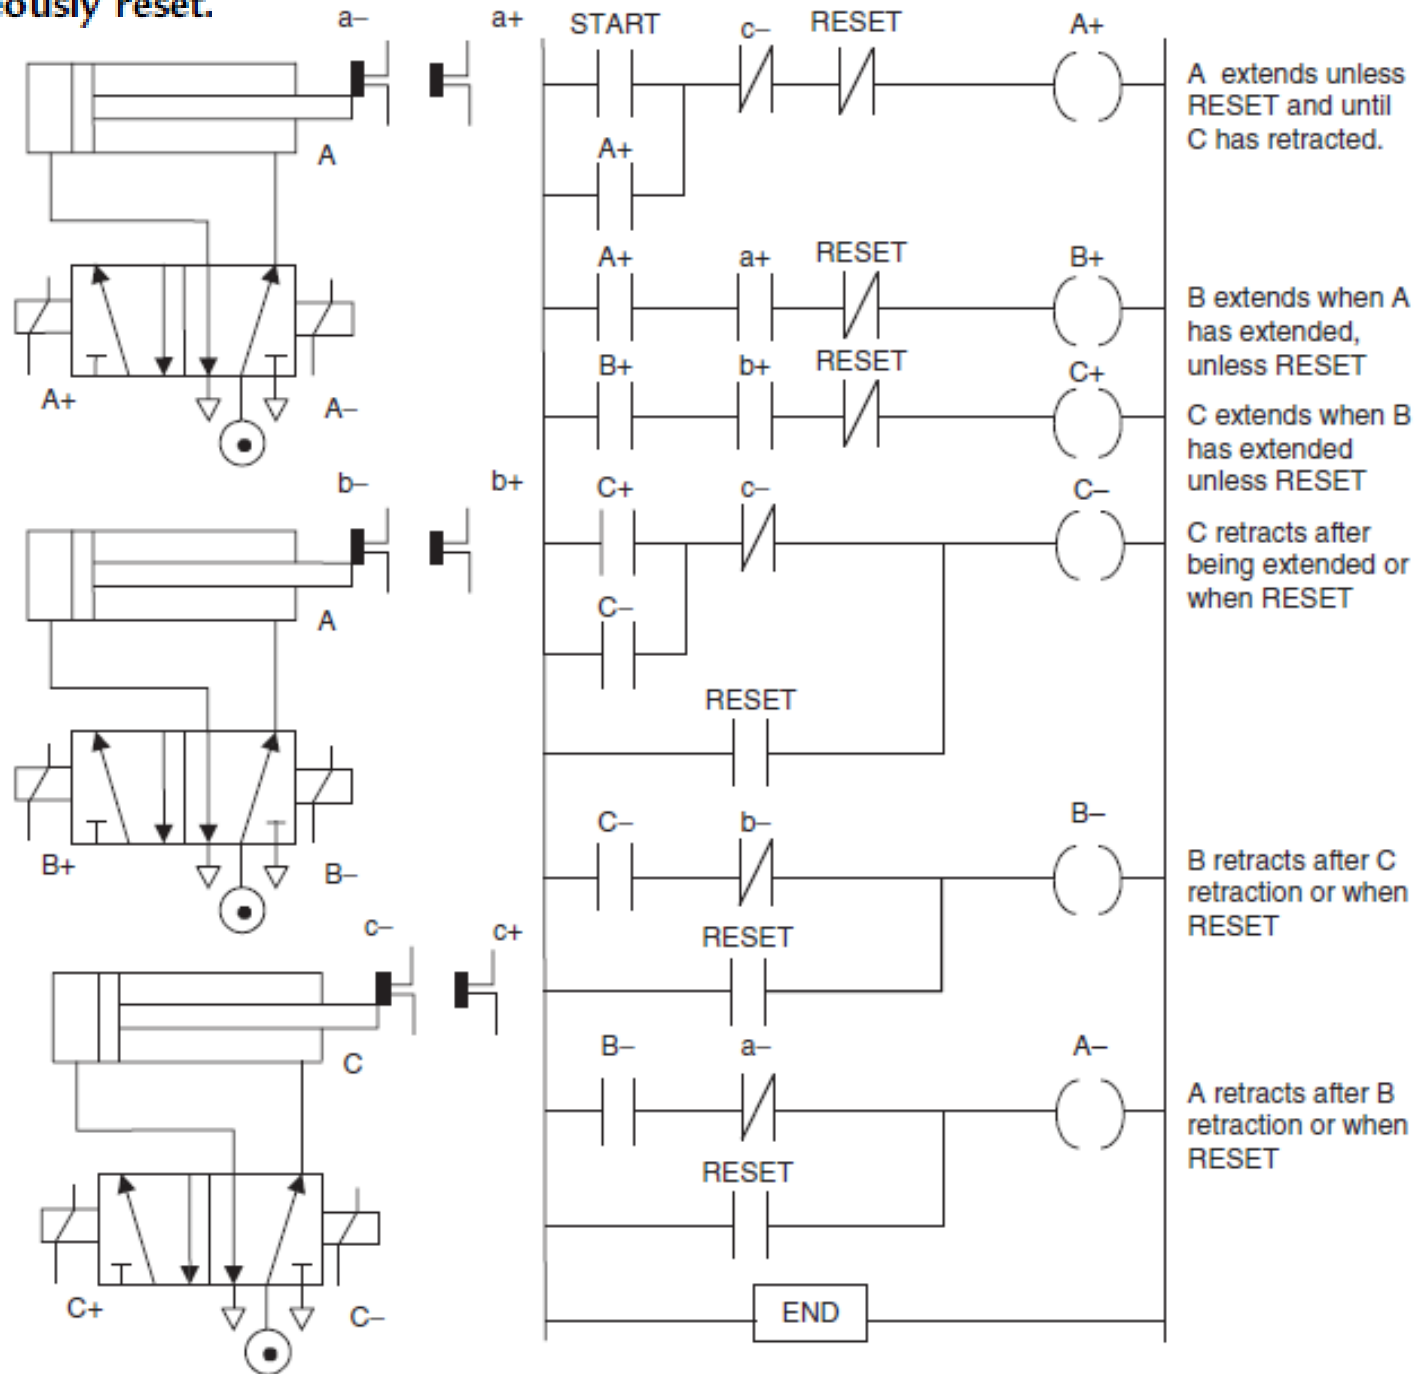 ously reset.
a–
a+
A
A+
A–
b–
b+
A
B+
B–
c–
c+
C
C+
C–
START
c–
RESET
A+
A extends unless
RESET and until
C has retracted.
A+
A+
a+
RESET
B+
B extends when A
has extended,
unless RESET
B+
b+
RESET
C+
C extends when B
has extended
unless RESET
C+
c–
C–
C retracts after
being extended or
when RESET
C–
RESET
C–
b–
B–
B retracts after C
retraction or when
RESET
RESET
B–
a–
A–
A retracts after B
retraction or when
RESET
RESET
END